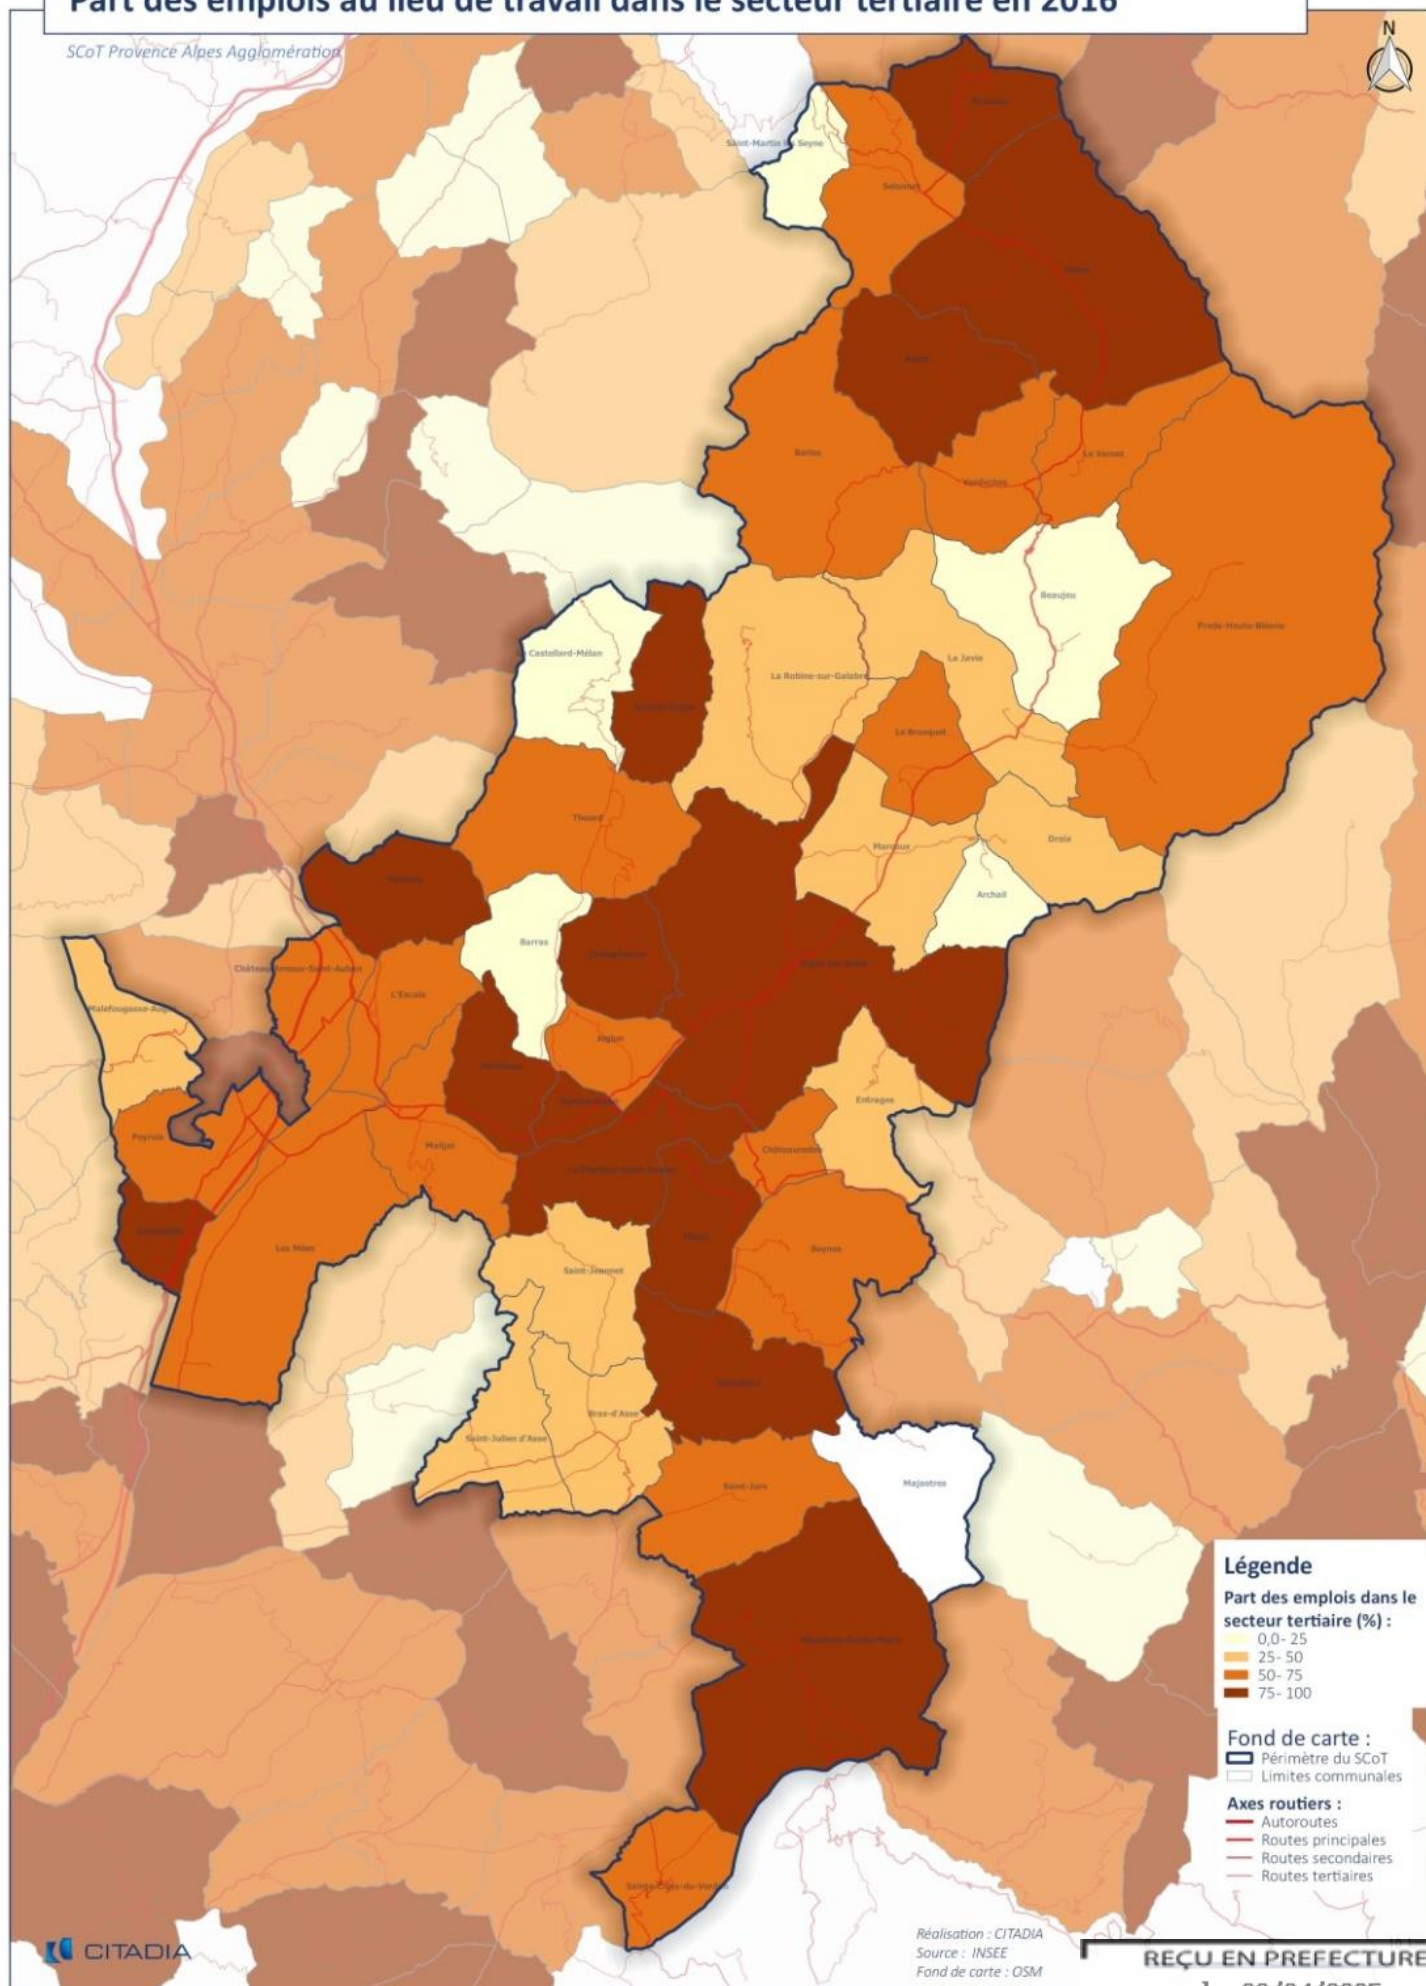 Part des emplois au lieu de travail dans le secteur tertiaire en 2016
SCoT Provence Alpes Agglomération
N
Saint-Martin Seyne
Selonnet
Barles
Verdaches
Le Vernet
Beaujeu
Prads-Haute-Bléone
Castellard-Mélan
La Robine-sur-Galabre
La Javie
Le Brusquet
Thoard
Marcoux
Draix
Archail
Barras
Digne-les-Bains
Château-Arnoux-Saint-Auban
L'Escale
Malefougasse-Auges
Aiglun
Entrages
Peyruis
Malijai
Châteauredon
Les Mées
Mézel
Beynes
Saint-Jeannet
Bras-d'Asse
Saint-Julien d'Asse
Saint-Jurs
Majastres
Moustiers-Sainte-Marie
Sainte-Croix-du-Verdon
Légende
Part des emplois dans le
secteur tertiaire (%) :
0,0- 25
25- 50
50- 75
75- 100
Fond de carte :
Périmètre du SCoT
Limites communales
Axes routiers :
Autoroutes
Routes principales
Routes secondaires
Routes tertiaires
CITADIA
Réalisation : CITADIA
Source : INSEE
Fond de carte : OSM
REÇU EN PREFECTURE